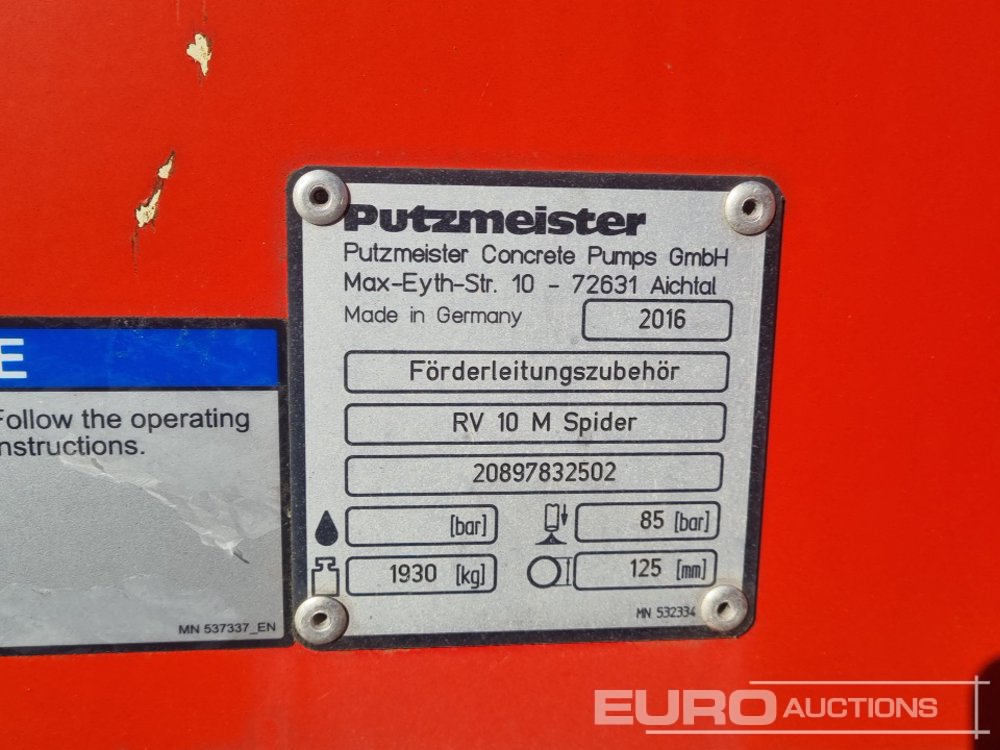 Putzmeister
Putzmeister Concrete Pumps GmbH
Max-Eyth-Str. 10 - 72631 Aichtal
Made in Germany 2016
Förderleitungszubehör
RV 10 M Spider
20897832502
[bar] 85 [bar]
1930 [kg] 125 [mm]
MN 532334
E
Follow the operating
instructions.
MN 537337_EN
EURO AUCTIONS